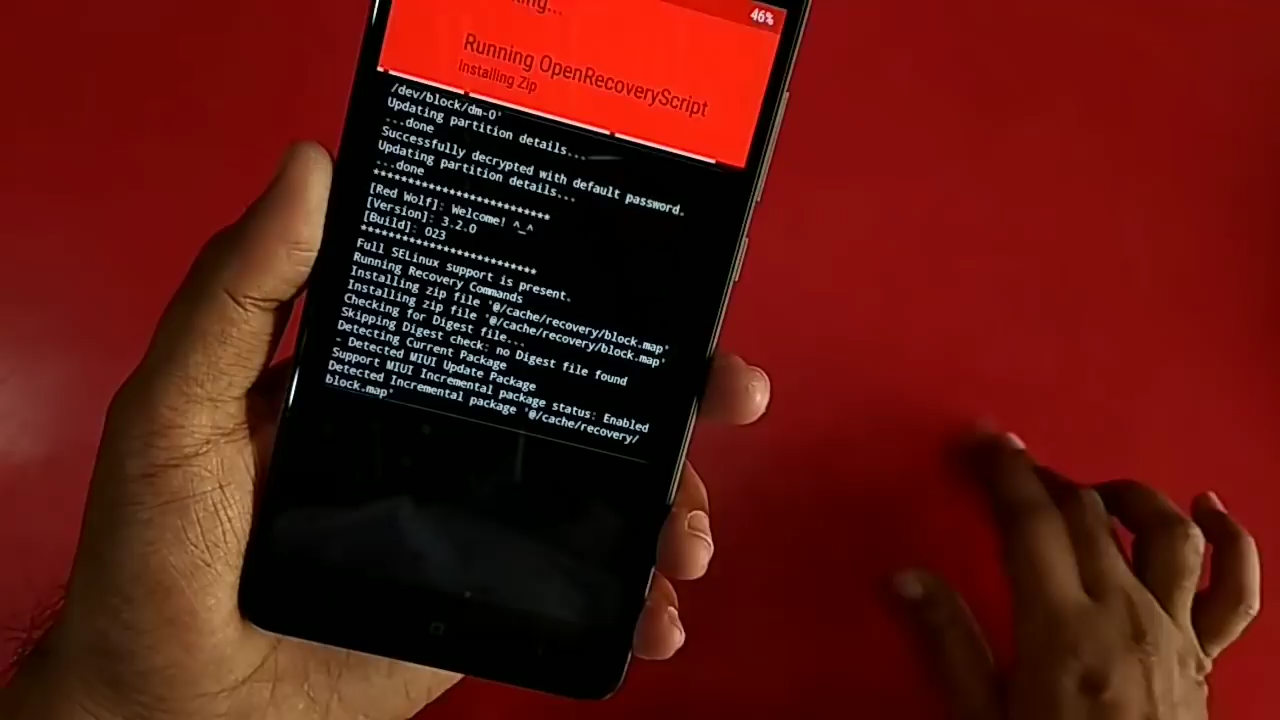 46%
Running OpenRecoveryScript
Installing Zip
/dev/block/dm-0'
Updating partition details...
...done
Successfully decrypted with default password.
Updating partition details...
...done
**************************
[Red Wolf]: Welcome! ^_^
[Version]: 3.2.0
[Build]: 023
**************************
Full SELinux support is present.
Running Recovery Commands
Installing zip file '@/cache/recovery/block.map'
Installing zip file '@/cache/recovery/block.map'
Checking for Digest file...
Skipping Digest check: no Digest file found
Detecting Current Package
- Detected MIUI Update Package
Support MIUI Incremental package status: Enabled
Detected Incremental package '@/cache/recovery/
block.map'